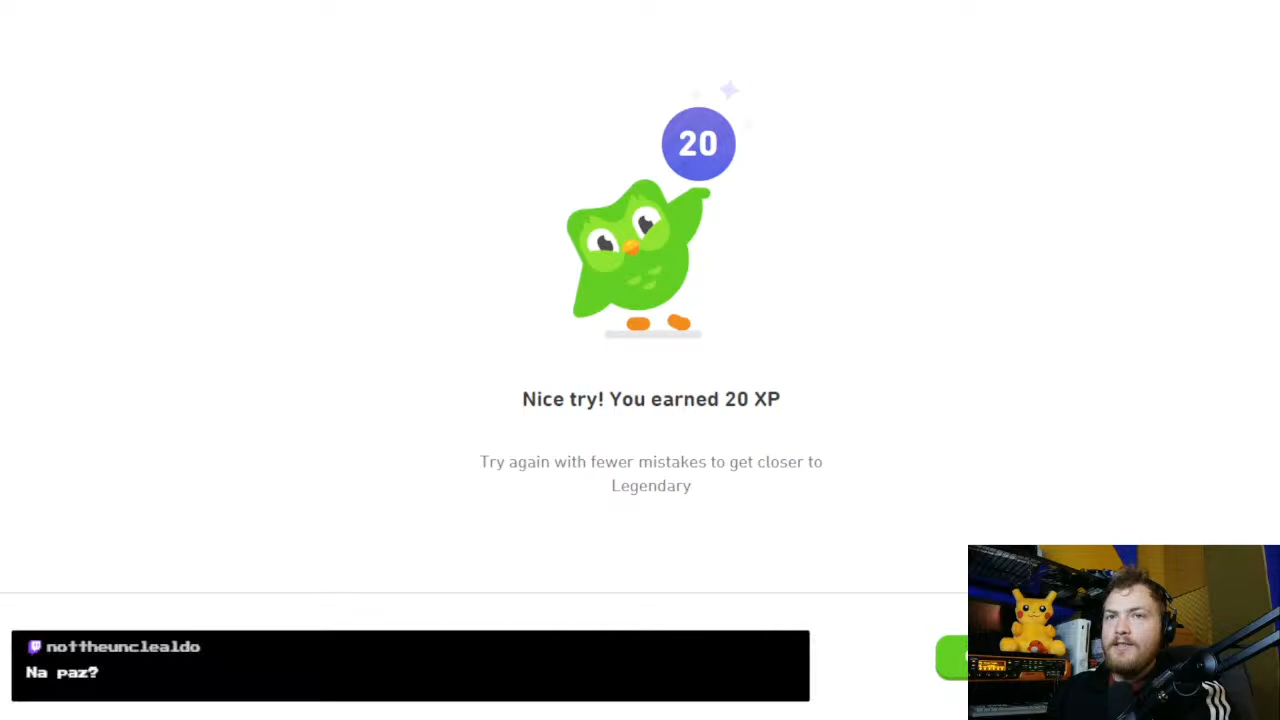 20
Nice try! You earned 20 XP
Try again with fewer mistakes to get closer to
Legendary
nottheunclealdo
Na paz?